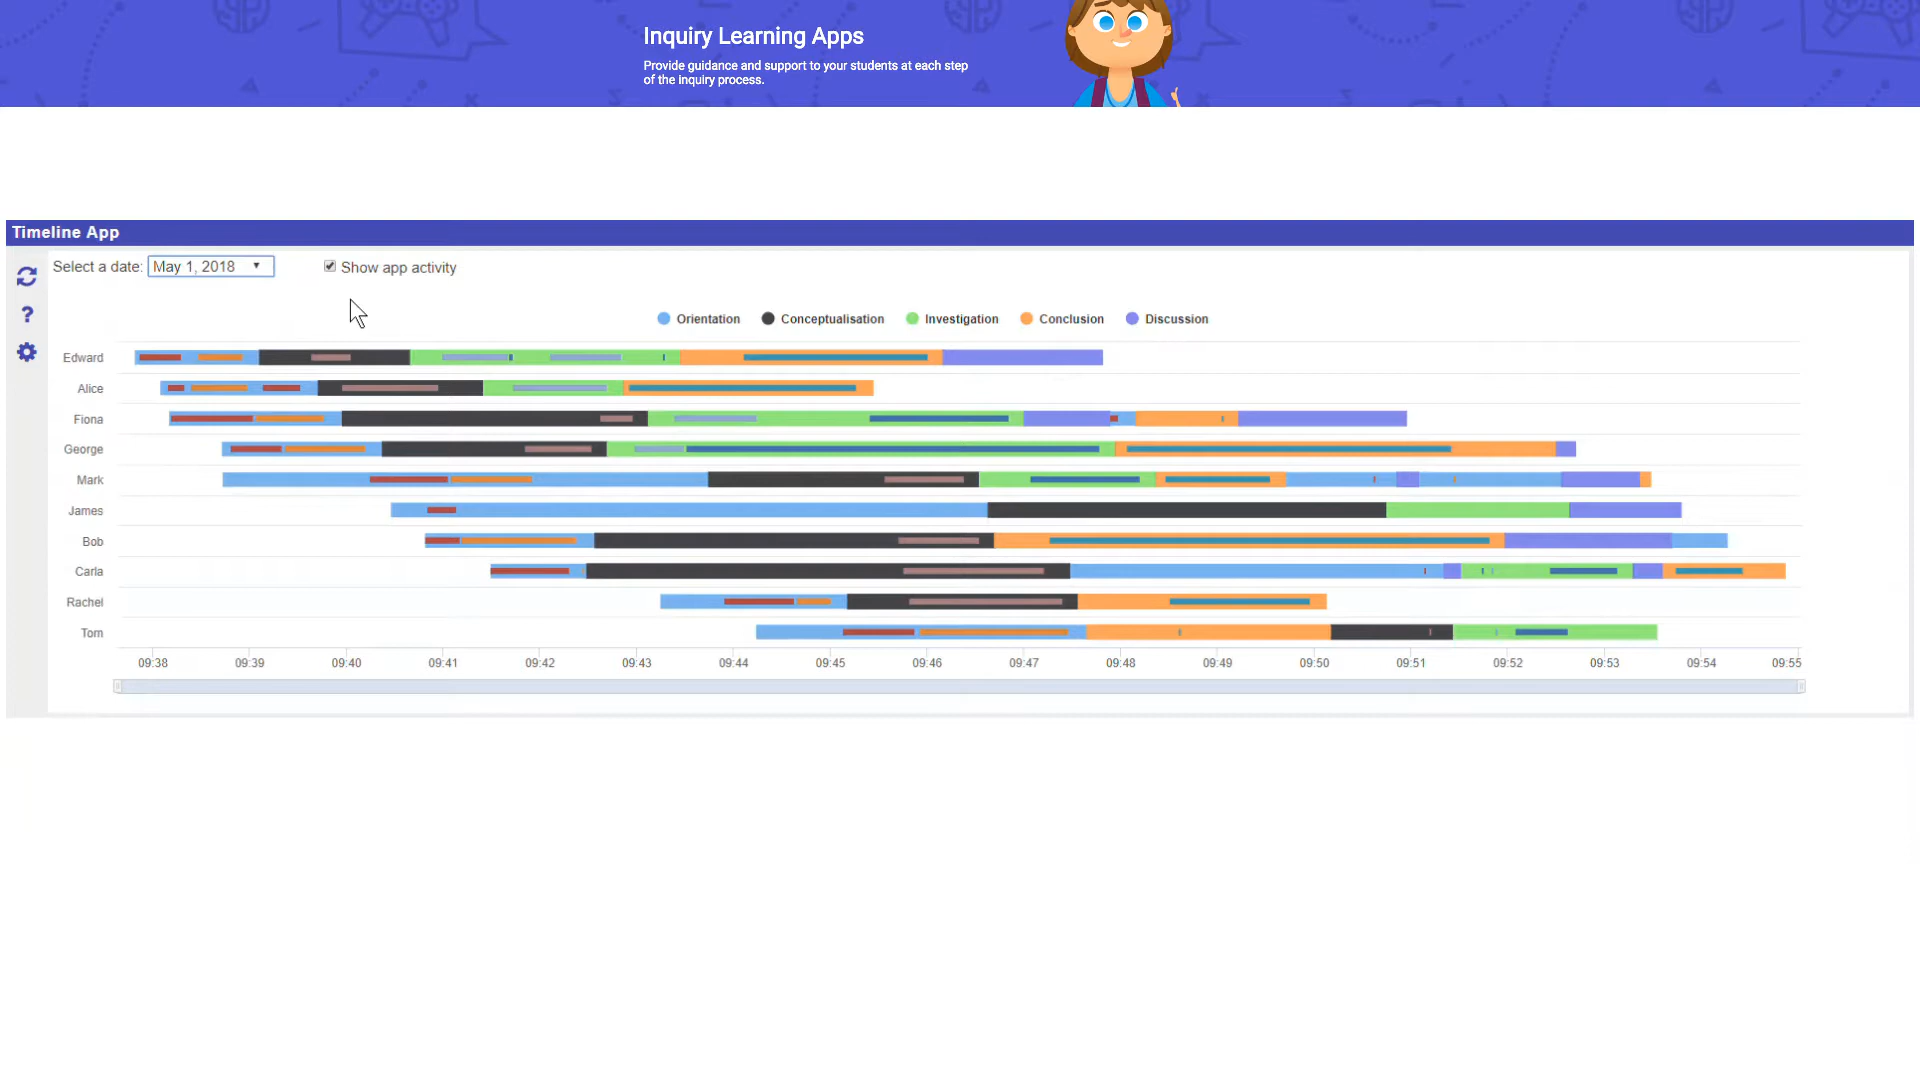 Inquiry Learning Apps
Provide guidance and support to your students at each step
of the inquiry process.
Timeline App
Select a date: May 1, 2018
Show app activity
?
Orientation Conceptualisation Investigation Conclusion Discussion
Edward
Alice
Fiona
George
Mark
James
Bob
Carla
Rachel
Tom
09:38 09:39 09:40 09:41 09:42 09:43 09:44 09:45 09:46 09:47 09:48 09:49 09:50 09:51 09:52 09:53 09:54 09:55